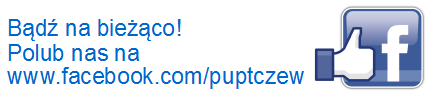 Bądź na bieżąco!
Polub nas na
www.facebook.com/puptczew
f